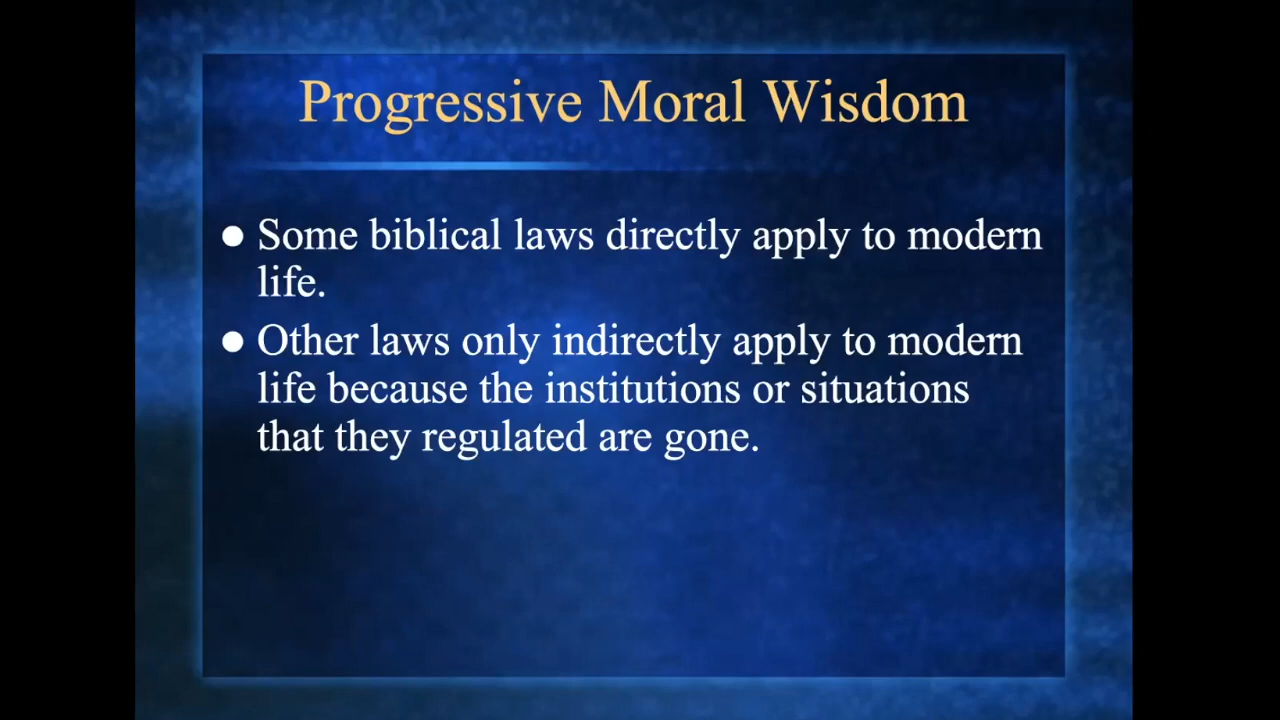 Progressive Moral Wisdom
● Some biblical laws directly apply to modern
life.
● Other laws only indirectly apply to modern
life because the institutions or situations
that they regulated are gone.